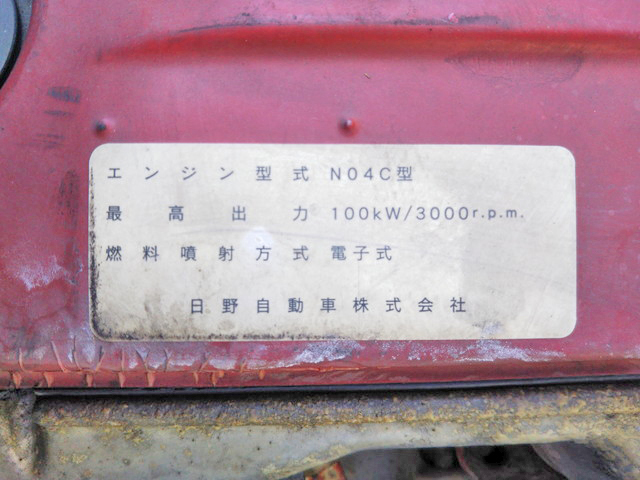 エンジン型式 N04C型
最高出力 100kW/3000r.p.m.
燃料噴射方式 電子式
日野自動車株式会社